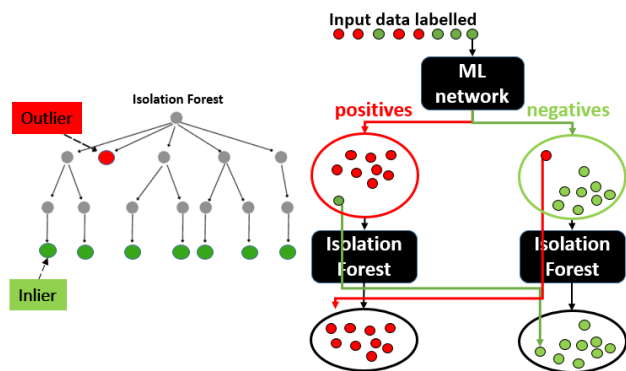 Input data labelled
ML
network
positives
negatives
Isolation Forest
Outlier
Isolation
Forest
Isolation
Forest
Inlier